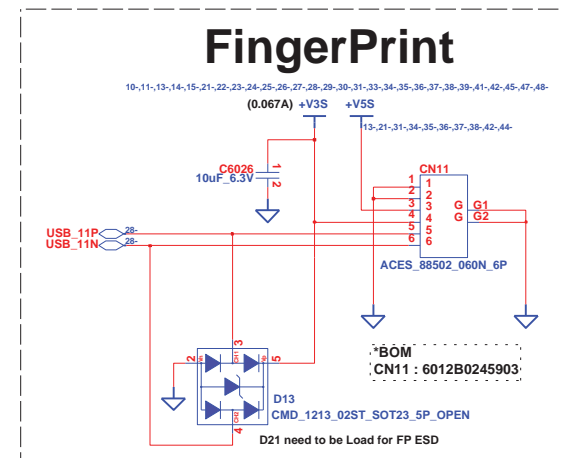 FingerPrint
10-,11-,13-,14-,15-,21-,22-,23-,24-,25-,26-,27-,28-,29-,30-,31-,33-,34-,35-,36-,37-,38-,39-,41-,42-,45-,47-,48-
(0.067A) +V3S +V5S
13-,21-,31-,34-,35-,36-,37-,38-,42-,44-
C6026
10uF_6.3V
1
2
CN11
1 1
2 2
3 3
4 4
5 5
6 6
G G1
G G2
ACES_88502_060N_6P
USB_11P 28-
USB_11N 28-
3
2
5
4
CH1
CH2
D13
CMD_1213_02ST_SOT23_5P_OPEN
*BOM
CN11 : 6012B0245903
D21 need to be Load for FP ESD